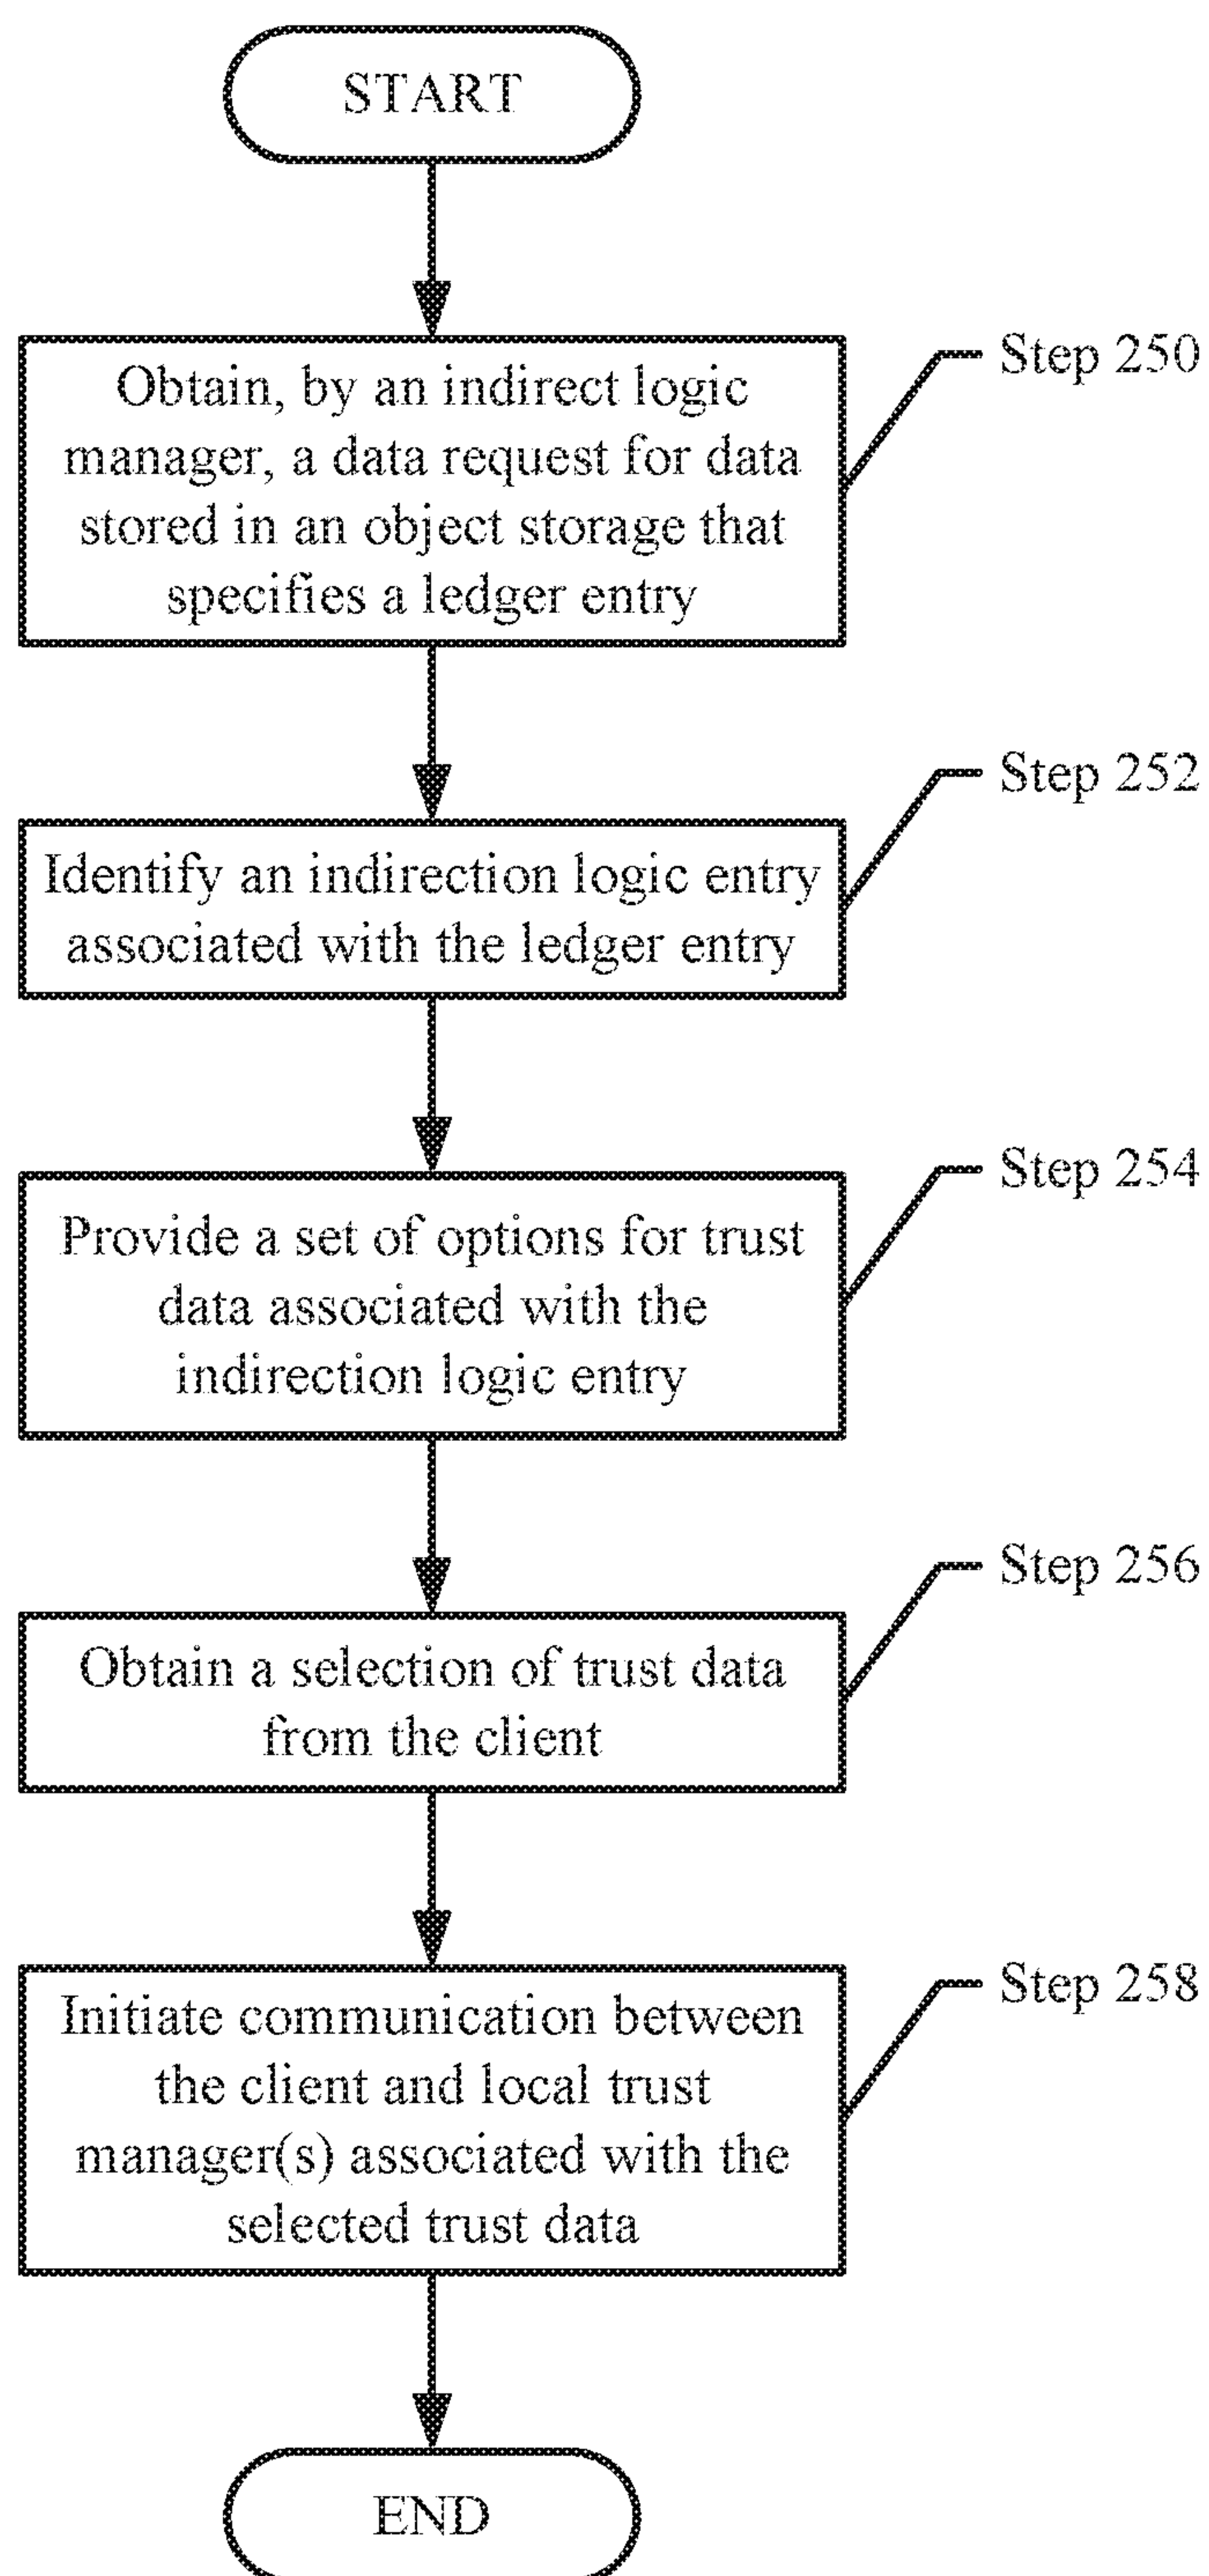 START
Obtain, by an indirect logic
manager, a data request for data
stored in an object storage that
specifies a ledger entry
Step 250
Identify an indirection logic entry
associated with the ledger entry
Step 252
Provide a set of options for trust
data associated with the
indirection logic entry
Step 254
Obtain a selection of trust data
from the client
Step 256
Initiate communication between
the client and local trust
manager(s) associated with the
selected trust data
Step 258
END